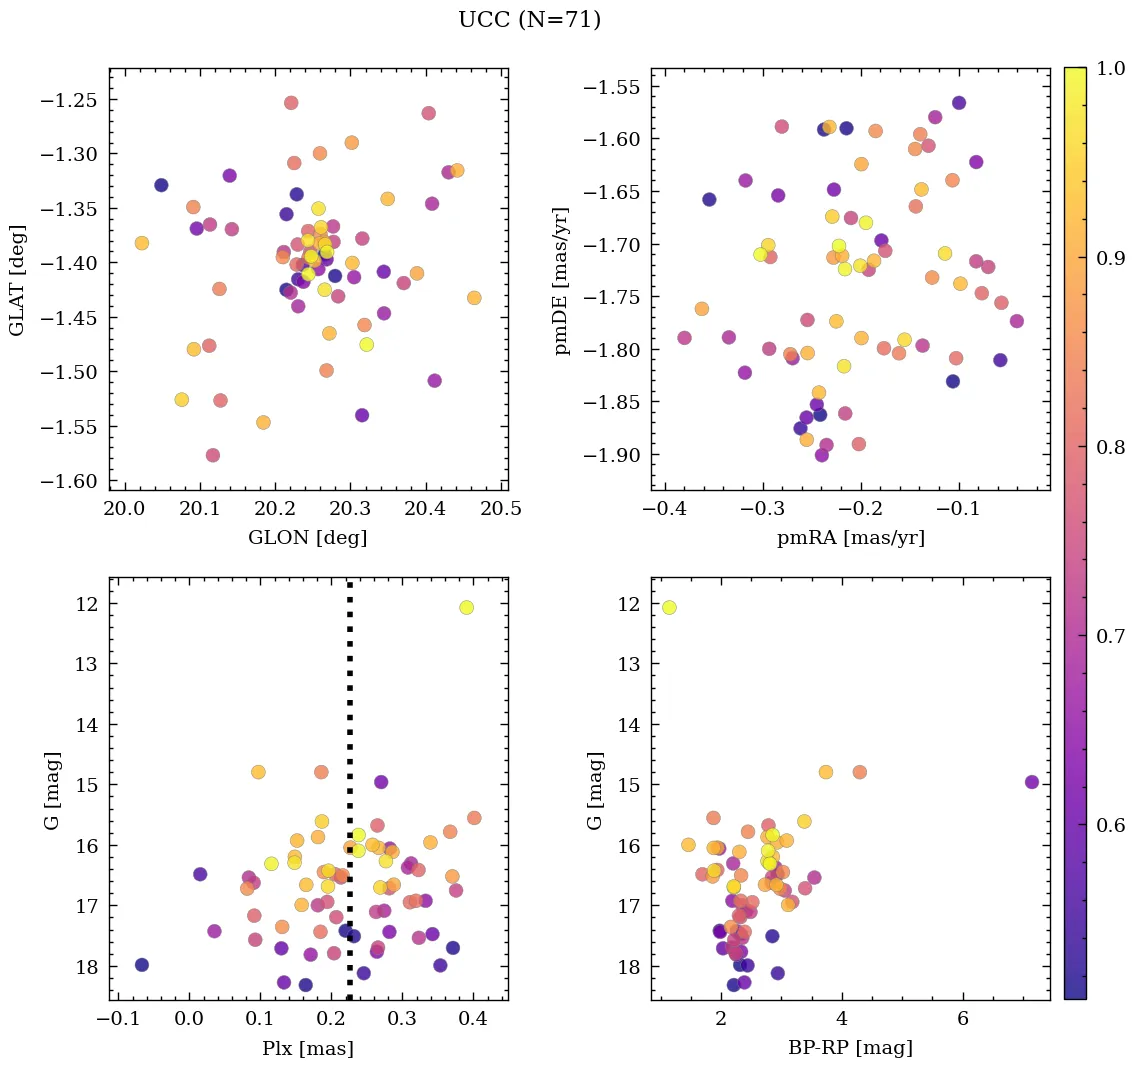 UCC (N=71)
−1.25
−1.30
−1.35
−1.40
−1.45
−1.50
−1.55
−1.60
GLAT [deg]
20.0 20.1 20.2 20.3 20.4 20.5
GLON [deg]
−1.55
−1.60
−1.65
−1.70
−1.75
−1.80
−1.85
−1.90
pmDE [mas/yr]
−0.4 −0.3 −0.2 −0.1
pmRA [mas/yr]
1.0
0.9
0.8
0.7
0.6
12
13
14
15
16
17
18
G [mag]
−0.1 0.0 0.1 0.2 0.3 0.4
Plx [mas]
12
13
14
15
16
17
18
G [mag]
2 4 6
BP-RP [mag]